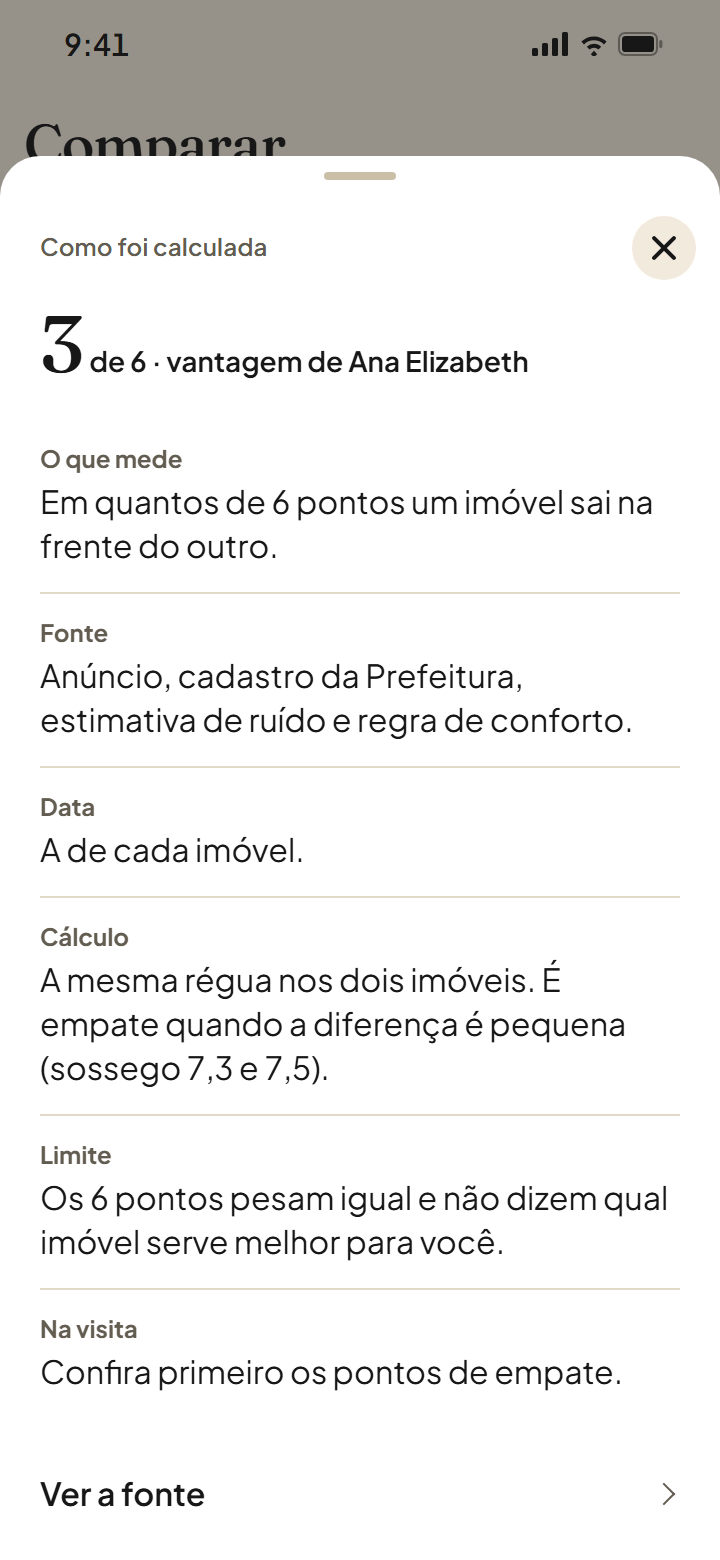 9:41
Comparar
Como foi calculada
3 de 6 · vantagem de Ana Elizabeth
O que mede
Em quantos de 6 pontos um imóvel sai na
frente do outro.
Fonte
Anúncio, cadastro da Prefeitura,
estimativa de ruído e regra de conforto.
Data
A de cada imóvel.
Cálculo
A mesma régua nos dois imóveis. É
empate quando a diferença é pequena
(sossego 7,3 e 7,5).
Limite
Os 6 pontos pesam igual e não dizem qual
imóvel serve melhor para você.
Na visita
Confira primeiro os pontos de empate.
Ver a fonte